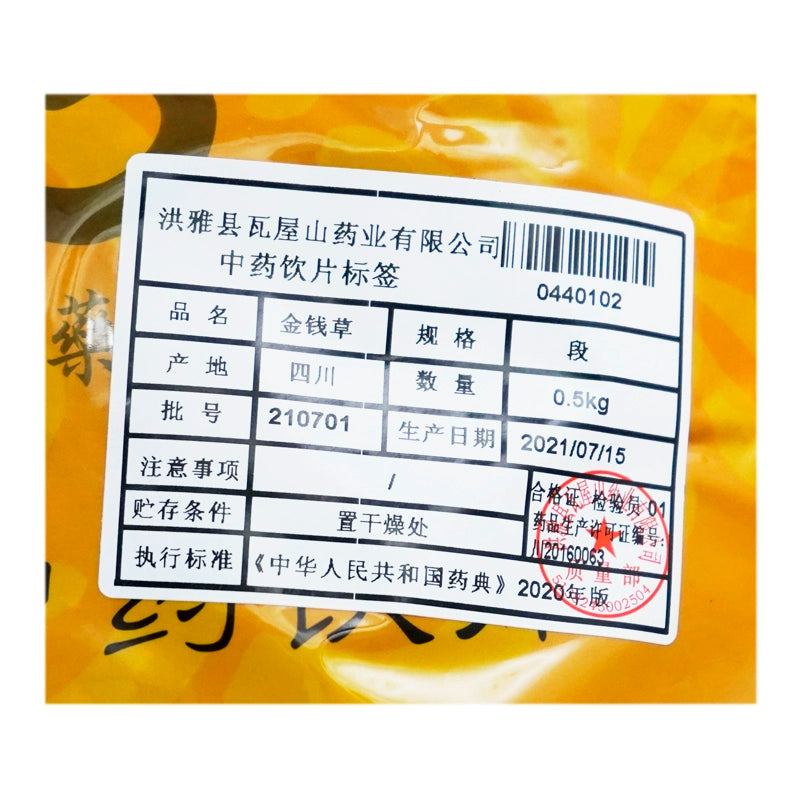 洪雅县瓦屋山药业有限公司
中药饮片标签
0440102
品名 金钱草 规格 段
产地 四川 数量 0.5kg
批号 210701 生产日期 2021/07/15
注意事项 /
合格证 检验员 01
药品生产许可证编号:
川20160063
贮存条件 置干燥处
执行标准 《中华人民共和国药典》2020年版
质量部
藥